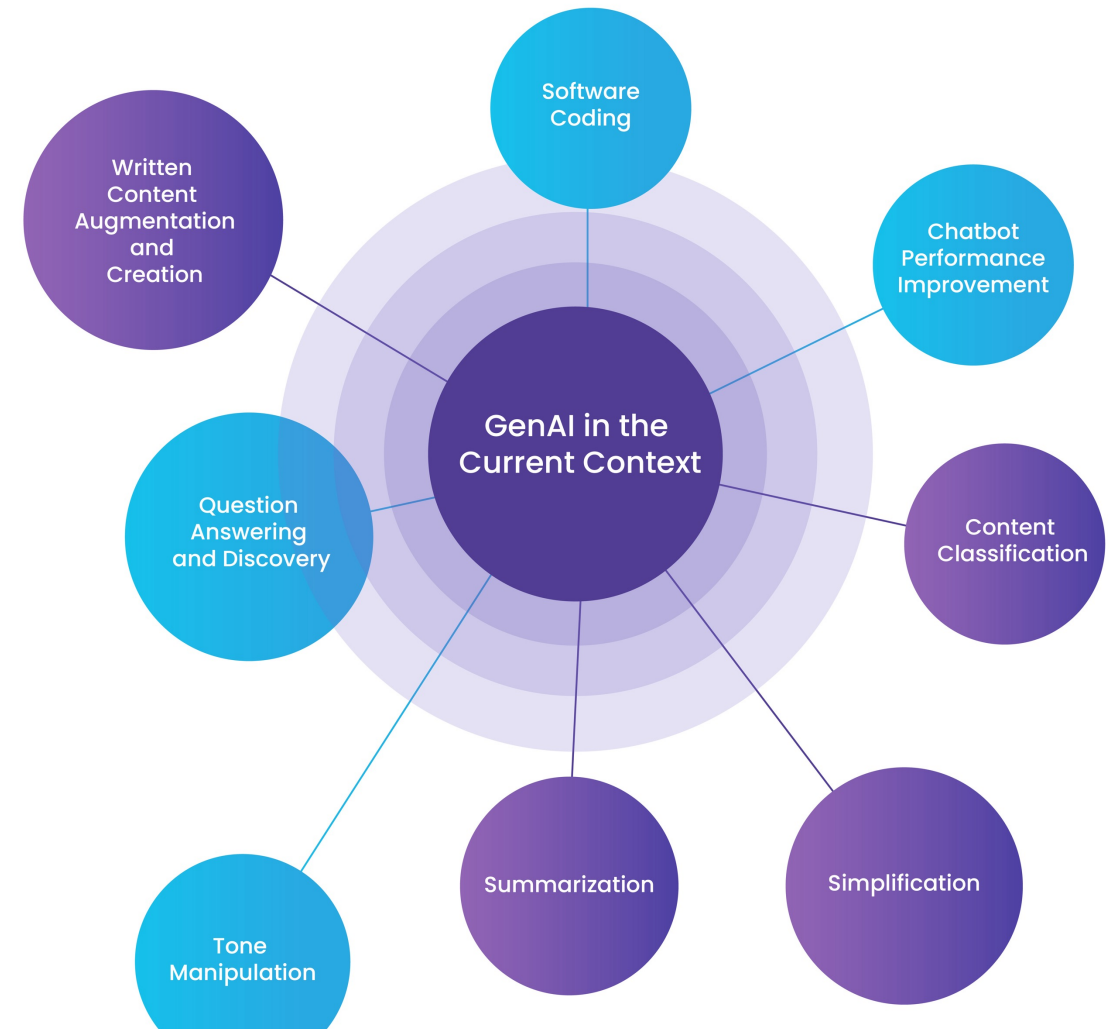 Software
Coding
Written
Content
Augmentation
and
Creation
Chatbot
Performance
Improvement
GenAI in the
Current Context
Question
Answering
and Discovery
Content
Classification
Summarization
Simplification
Tone
Manipulation